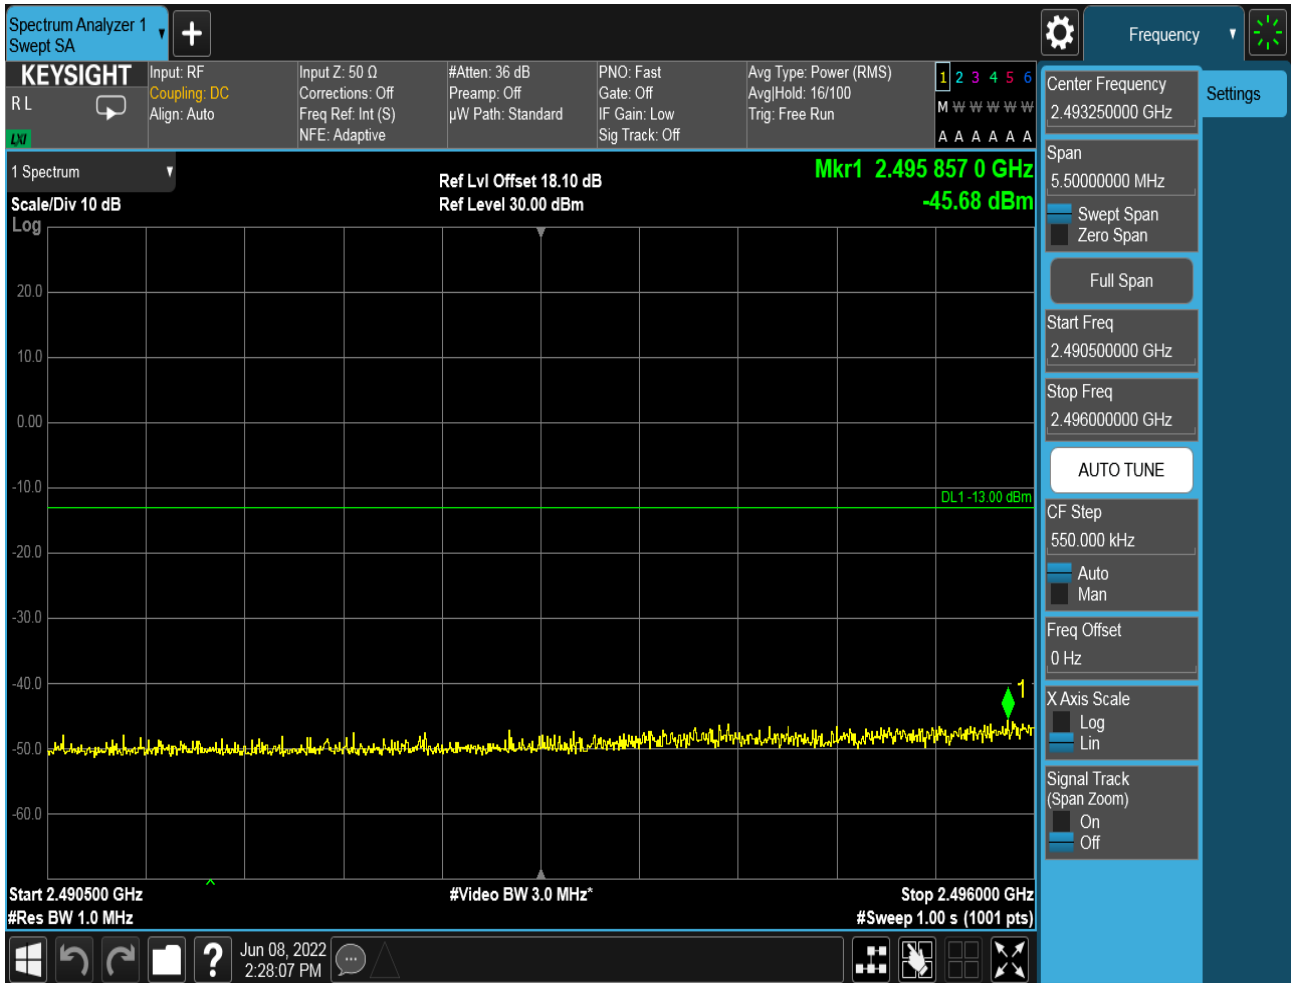 Spectrum Analyzer 1
Swept SA
Frequency
KEYSIGHT
R L
LXI
Input: RF
Coupling: DC
Align: Auto
Input Z: 50 Ω
Corrections: Off
Freq Ref: Int (S)
NFE: Adaptive
#Atten: 36 dB
Preamp: Off
µW Path: Standard
PNO: Fast
Gate: Off
IF Gain: Low
Sig Track: Off
Avg Type: Power (RMS)
Avg|Hold: 16/100
Trig: Free Run
1 2 3 4 5 6
M W W W W W
A A A A A A
1 Spectrum
Scale/Div 10 dB
Log
Ref Lvl Offset 18.10 dB
Ref Level 30.00 dBm
Mkr1 2.495 857 0 GHz
-45.68 dBm
20.0
10.0
0.00
-10.0
DL1 -13.00 dBm
-20.0
-30.0
-40.0
1
-50.0
-60.0
Start 2.490500 GHz
#Res BW 1.0 MHz
#Video BW 3.0 MHz*
Stop 2.496000 GHz
#Sweep 1.00 s (1001 pts)
Jun 08, 2022
2:28:07 PM
?
Center Frequency
2.493250000 GHz
Settings
Span
5.50000000 MHz
Swept Span
Zero Span
Full Span
Start Freq
2.490500000 GHz
Stop Freq
2.496000000 GHz
AUTO TUNE
CF Step
550.000 kHz
Auto
Man
Freq Offset
0 Hz
X Axis Scale
Log
Lin
Signal Track
(Span Zoom)
On
Off